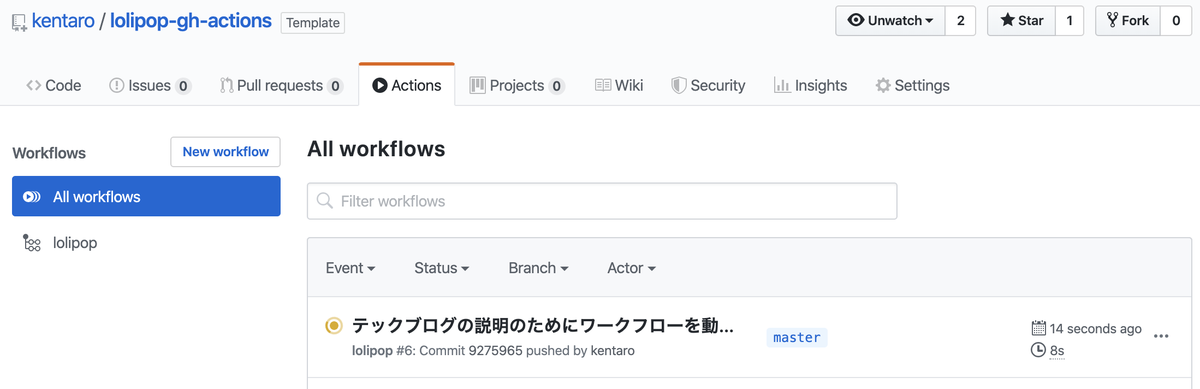 kentaro / lolipop-gh-actions Template
Unwatch 2 Star 1 Fork 0
Code Issues 0 Pull requests 0 Actions Projects 0 Wiki Security Insights Settings
Workflows New workflow
All workflows
lolipop
All workflows
Filter workflows
Event Status Branch Actor
テックブログの説明のためにワークフローを動... master 14 seconds ago ...
lolipop #6: Commit 9275965 pushed by kentaro 8s